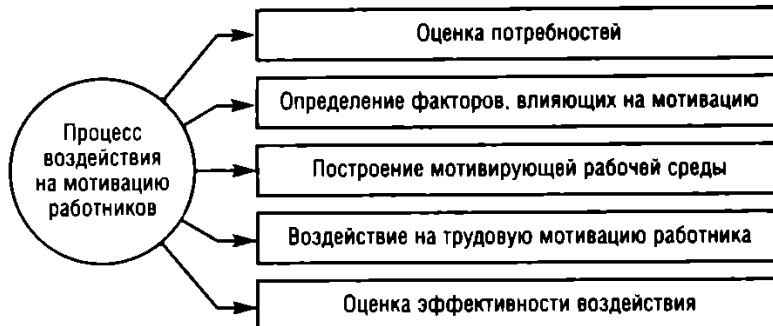 Процесс
воздействия
на мотивацию
работников
Оценка потребностей
Определение факторов, влияющих на мотивацию
Построение мотивирующей рабочей среды
Воздействие на трудовую мотивацию работника
Оценка эффективности воздействия